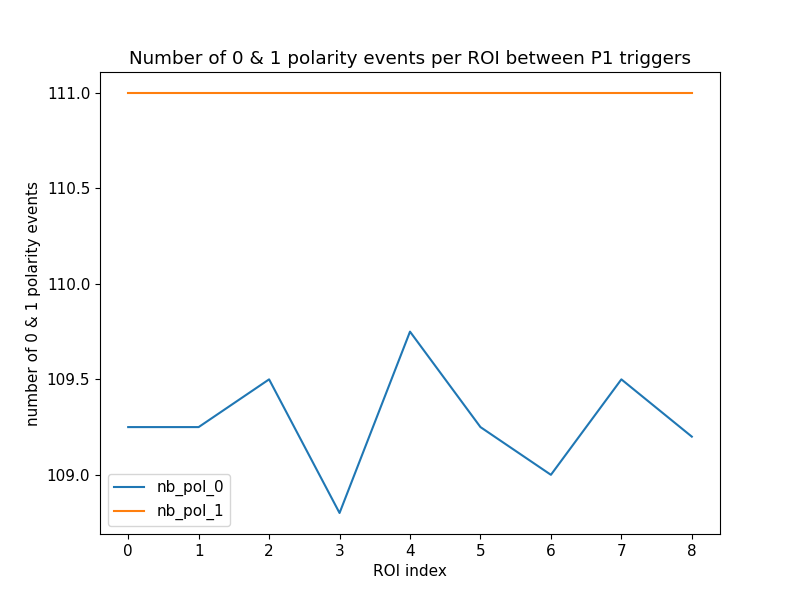 Number of 0 & 1 polarity events per ROI between P1 triggers
number of 0 & 1 polarity events
111.0
110.5
110.0
109.5
109.0
nb_pol_0
nb_pol_1
0 1 2 3 4 5 6 7 8
ROI index